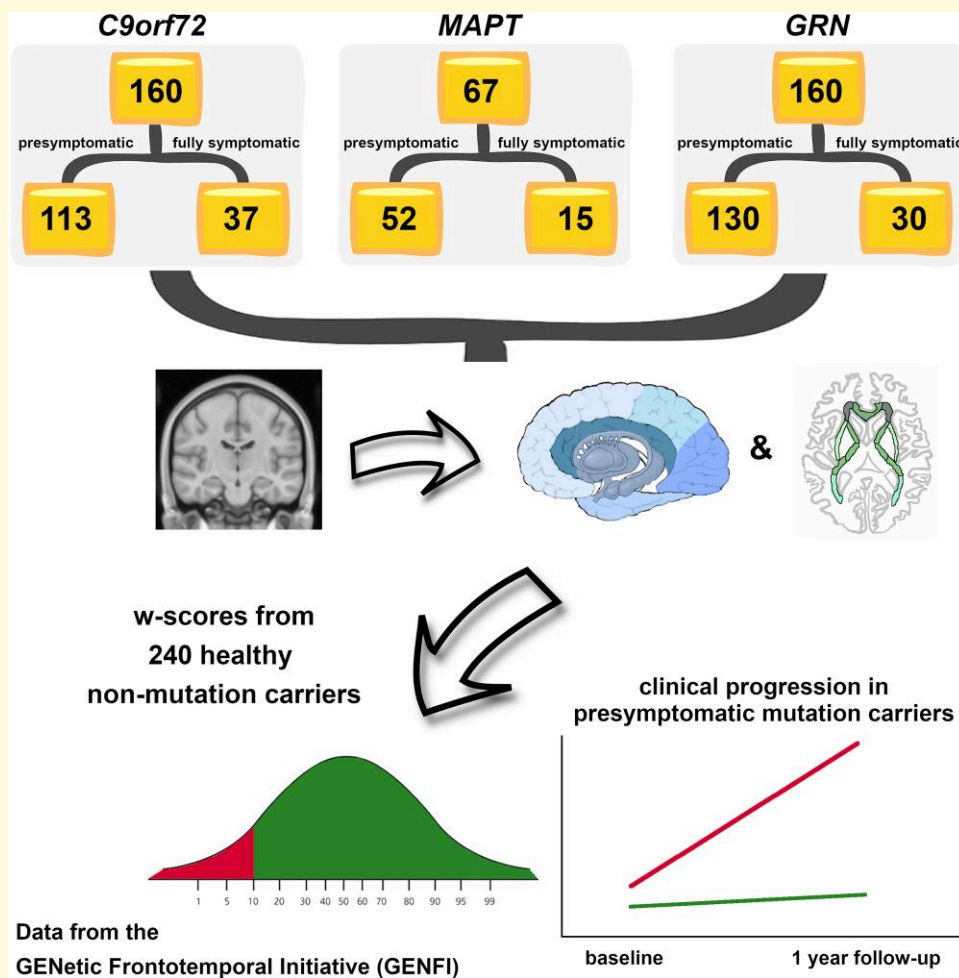 C9orf72 MAPT GRN
160 67 160
presymptomatic fully symptomatic presymptomatic fully symptomatic presymptomatic fully symptomatic
113 37 52 15 130 30
&
w-scores from
240 healthy
non-mutation carriers
clinical progression in
presymptomatic mutation carriers
1 5 10 20 30 40 50 60 70 80 90 95 99
baseline 1 year follow-up
Data from the
GENetic Frontotemporal Initiative (GENFI)